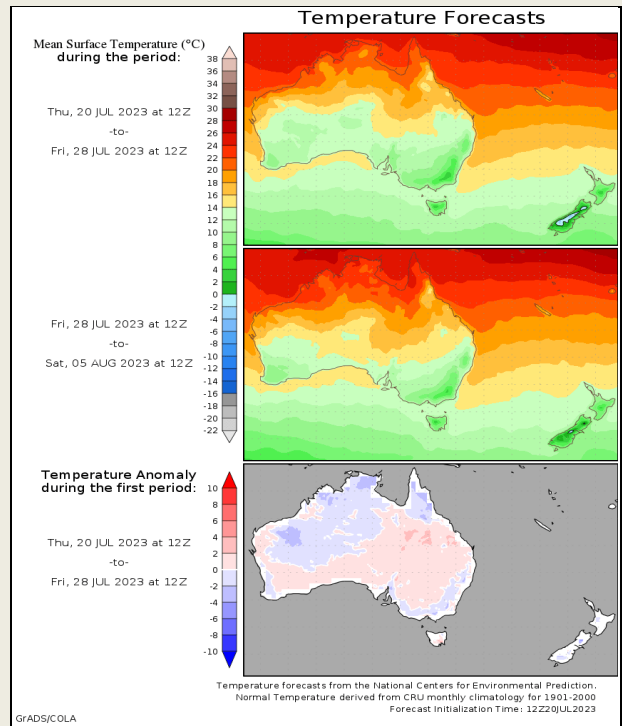 Temperature Forecasts
Mean Surface Temperature (°C)
during the period:
Thu, 20 JUL 2023 at 12Z
-to-
Fri, 28 JUL 2023 at 12Z
Fri, 28 JUL 2023 at 12Z
-to-
Sat, 05 AUG 2023 at 12Z
38
36
34
32
30
28
26
24
22
20
18
16
14
12
10
8
6
4
2
0
-2
-4
-6
-8
-10
-12
-14
-16
-18
-20
-22
Temperature Anomaly
during the first period:
Thu, 20 JUL 2023 at 12Z
-to-
Fri, 28 JUL 2023 at 12Z
10
8
6
4
2
0
-2
-4
-6
-8
-10
Temperature forecasts from the National Centers for Environmental Prediction.
Normal Temperature derived from CRU monthly climatology for 1901-2000
Forecast Initialization Time: 12Z20JUL2023
GrADS/COLA